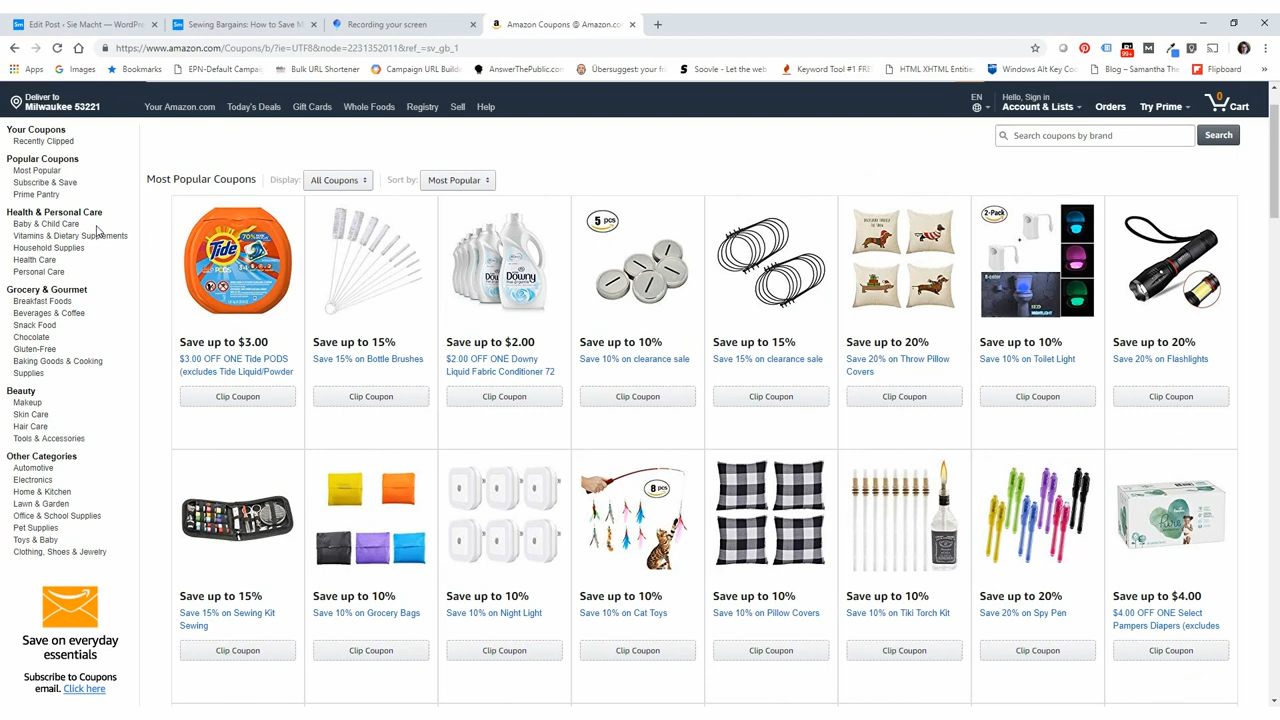 Edit Post ‹ Sie Macht — WordPre
Sewing Bargains: How to Save M
Recording your screen
Amazon Coupons @ Amazon.co
https://www.amazon.com/Coupons/b/?ie=UTF8&node=2231352011&ref_=sv_gb_1
Apps
Images
Bookmarks
EPN-Default Campai
Bulk URL Shortener
Campaign URL Build
AnswerThePublic.com
Übersuggest: your fr
Soovle - Let the web
Keyword Tool #1 FRE
HTML XHTML Entitie
Windows Alt Key Co
Blog – Samantha The
Flipboard
Deliver to
Milwaukee 53221
Your Amazon.com
Today's Deals
Gift Cards
Whole Foods
Registry
Sell
Help
EN
Hello, Sign in
Account & Lists
Orders
Try Prime
0
Cart
Your Coupons
Recently Clipped
Popular Coupons
Most Popular
Subscribe & Save
Prime Pantry
Health & Personal Care
Baby & Child Care
Vitamins & Dietary Supplements
Household Supplies
Health Care
Personal Care
Grocery & Gourmet
Breakfast Foods
Beverages & Coffee
Snack Food
Chocolate
Gluten-Free
Baking Goods & Cooking
Supplies
Beauty
Makeup
Skin Care
Hair Care
Tools & Accessories
Other Categories
Automotive
Electronics
Home & Kitchen
Lawn & Garden
Office & School Supplies
Pet Supplies
Toys & Baby
Clothing, Shoes & Jewelry
Save on everyday
essentials
Subscribe to Coupons
email. Click here
Search coupons by brand
Search
Most Popular Coupons
Display:
All Coupons
Sort by:
Most Popular
Tide
PODS
Save up to $3.00
$3.00 OFF ONE Tide PODS
(excludes Tide Liquid/Powder
Clip Coupon
Save up to 15%
Save 15% on Bottle Brushes
Clip Coupon
Downy
Save up to $2.00
$2.00 OFF ONE Downy
Liquid Fabric Conditioner 72
Clip Coupon
5 pcs
Save up to 10%
Save 10% on clearance sale
Clip Coupon
Save up to 15%
Save 15% on clearance sale
Clip Coupon
Save up to 20%
Save 20% on Throw Pillow
Covers
Clip Coupon
2-Pack
Save up to 10%
Save 10% on Toilet Light
Clip Coupon
Save up to 20%
Save 20% on Flashlights
Clip Coupon
Save up to 15%
Save 15% on Sewing Kit
Sewing
Clip Coupon
Save up to 10%
Save 10% on Grocery Bags
Clip Coupon
Save up to 10%
Save 10% on Night Light
Clip Coupon
8 pcs
Save up to 10%
Save 10% on Cat Toys
Clip Coupon
Save up to 10%
Save 10% on Pillow Covers
Clip Coupon
Save up to 10%
Save 10% on Tiki Torch Kit
Clip Coupon
Save up to 20%
Save 20% on Spy Pen
Clip Coupon
pure
Save up to $4.00
$4.00 OFF ONE Select
Pampers Diapers (excludes
Clip Coupon